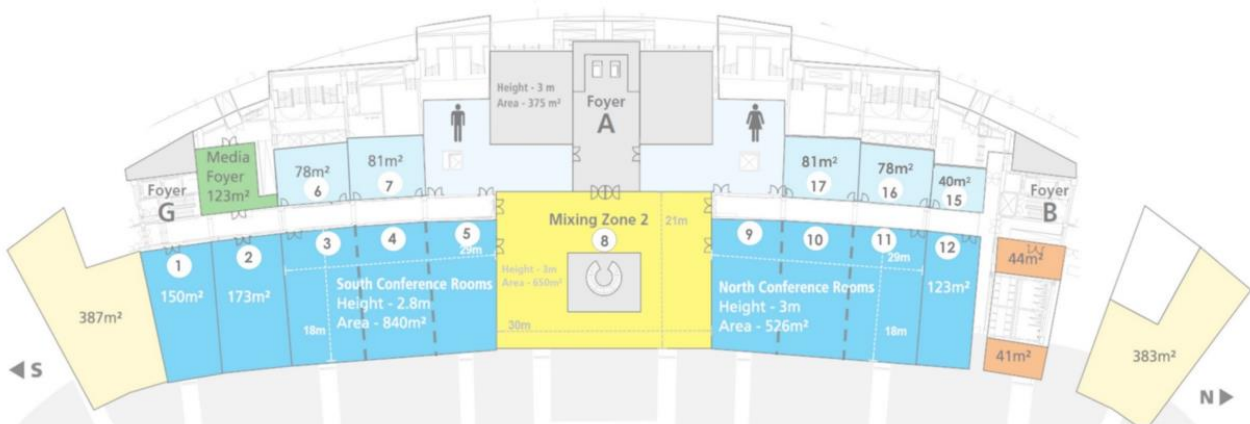 Height - 3 m
Area - 375 m²
Foyer
A
Media
Foyer
123m²
78m²
6
81m²
7
81m²
17
78m²
16
40m²
15
Foyer
G
Foyer
B
1
150m²
2
173m²
3
4
5
29m
South Conference Rooms
Height - 2.8m
Area - 840m²
18m
Mixing Zone 2
8
21m
Height - 3m
Area - 650m²
30m
9
10
11
29m
North Conference Rooms
Height - 3m
Area - 526m²
18m
12
123m²
44m²
41m²
387m²
383m²
S
N